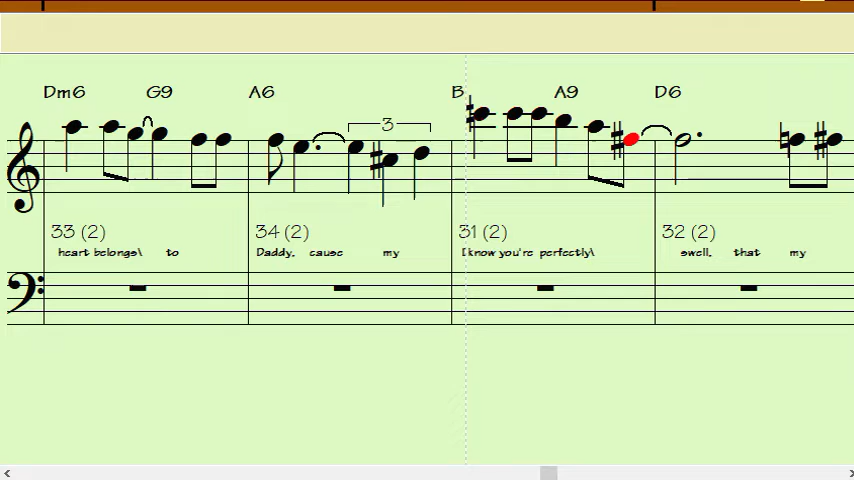 Dm6 G9 A6 B A9 D6
3
33 (2) 34 (2) 31 (2) 32 (2)
heart belongs\ to Daddy, cause my I know you're perfectly\ swell, that my